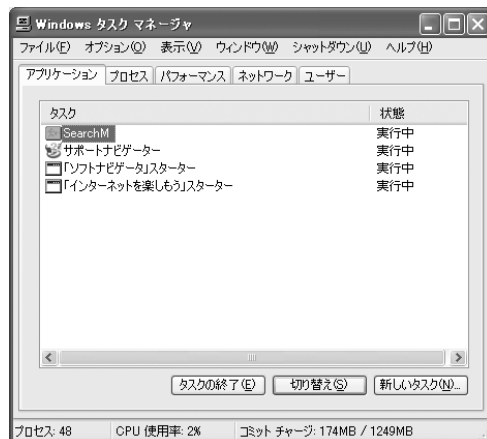 Windows タスク マネージャ
ファイル(F) オプション(O) 表示(V) ウィンドウ(W) シャットダウン(U) ヘルプ(H)
アプリケーション プロセス パフォーマンス ネットワーク ユーザー
タスク 状態
SearchM 実行中
サポートナビゲーター 実行中
「ソフトナビゲータ」スターター 実行中
「インターネットを楽しもう」スターター 実行中
タスクの終了(E) 切り替え(S) 新しいタスク(N)...
プロセス: 48 CPU 使用率: 2% コミット チャージ: 174MB / 1249MB